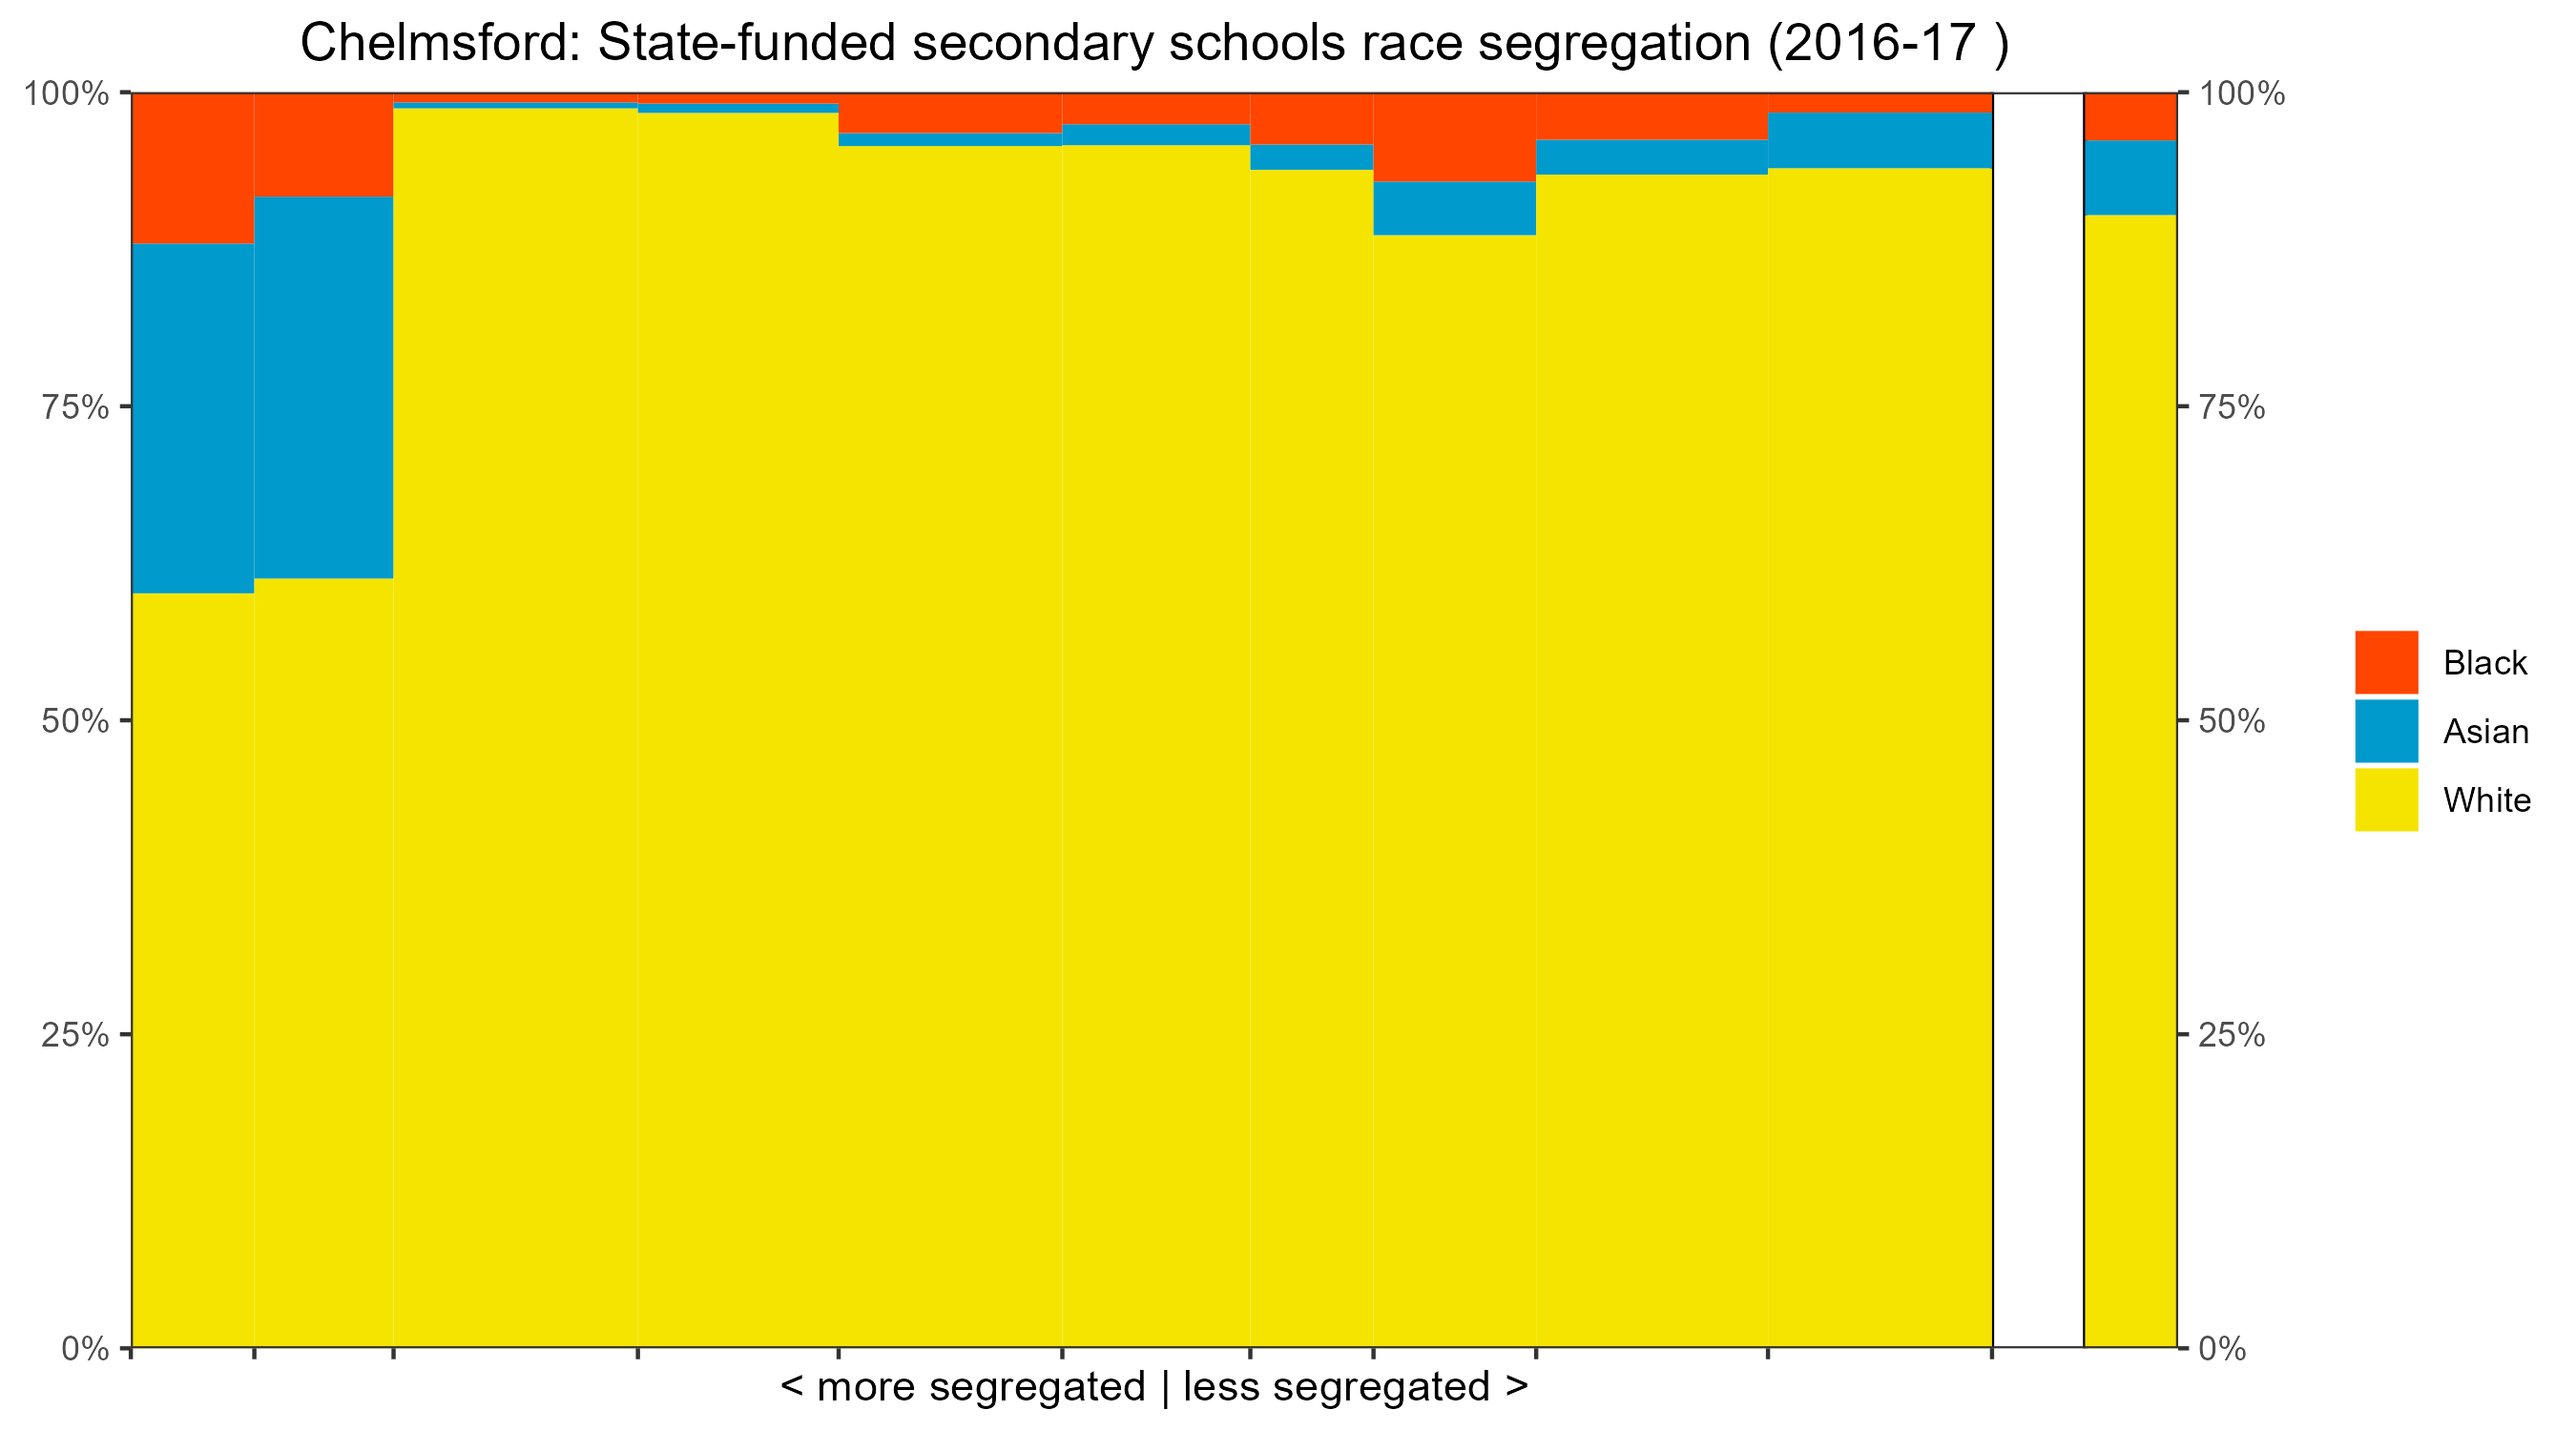 Chelmsford: State-funded secondary schools race segregation (2016-17 )
100%
75%
50%
25%
0%
100%
75%
50%
25%
0%
< more segregated | less segregated >
Black
Asian
White